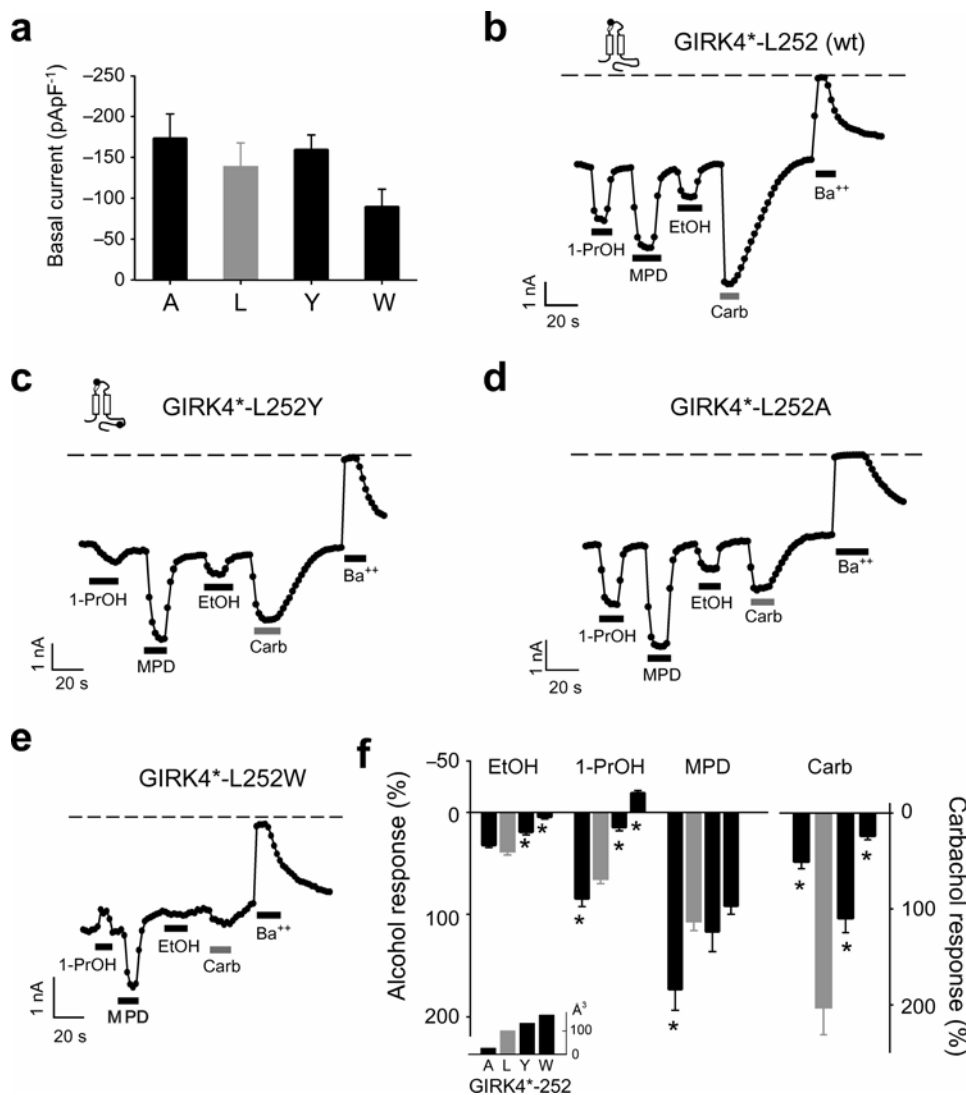 a
Basal current (pApF⁻¹)
−250
−200
−150
−100
−50
0
A L Y W
b
GIRK4*-L252 (wt)
1-PrOH
MPD
EtOH
Carb
Ba⁺⁺
1 nA
20 s
c
GIRK4*-L252Y
1-PrOH
MPD
EtOH
Carb
Ba⁺⁺
1 nA
20 s
d
GIRK4*-L252A
1-PrOH
MPD
EtOH
Carb
Ba⁺⁺
1 nA
20 s
e
GIRK4*-L252W
1-PrOH
MPD
EtOH
Carb
Ba⁺⁺
1 nA
20 s
f
EtOH 1-PrOH MPD Carb
Alcohol response (%)
−50
0
100
200
* * * * * * * * *
Carbachol response (%)
0
100
200
Å³
100
0
A L Y W
GIRK4*-252